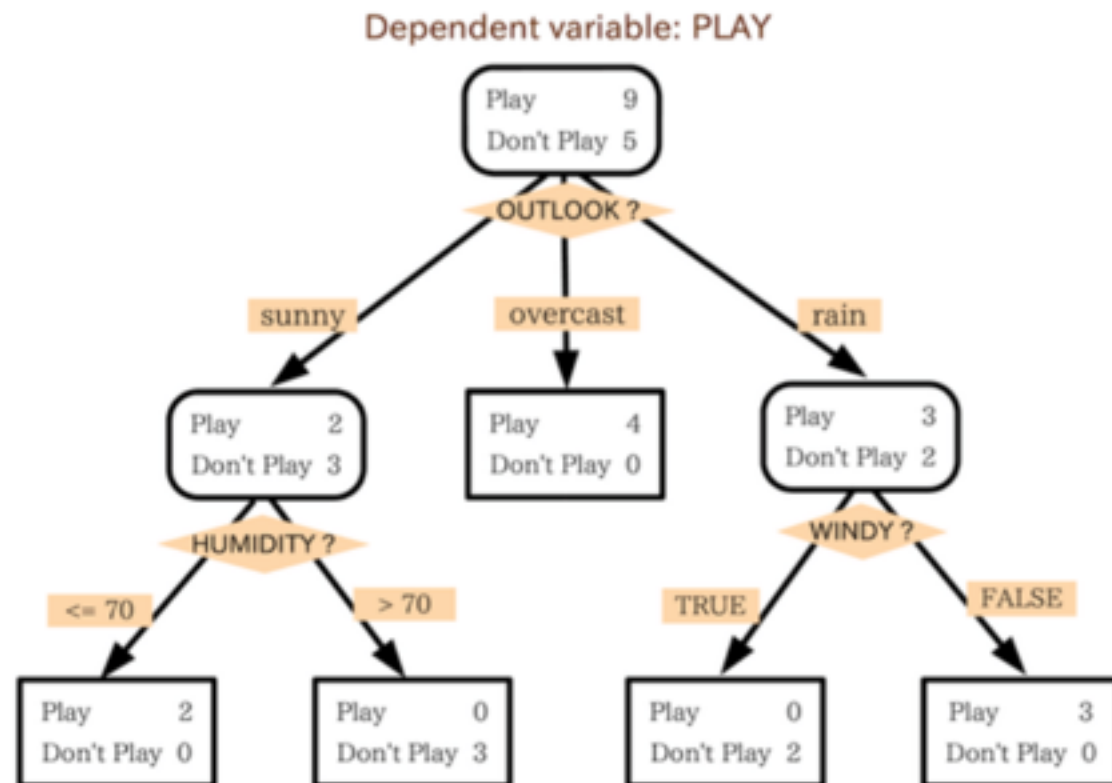 Dependent variable: PLAY
Play 9
Don't Play 5
OUTLOOK ?
sunny
overcast
rain
Play 2
Don't Play 3
Play 4
Don't Play 0
Play 3
Don't Play 2
HUMIDITY ?
WINDY ?
<= 70
> 70
TRUE
FALSE
Play 2
Don't Play 0
Play 0
Don't Play 3
Play 0
Don't Play 2
Play 3
Don't Play 0